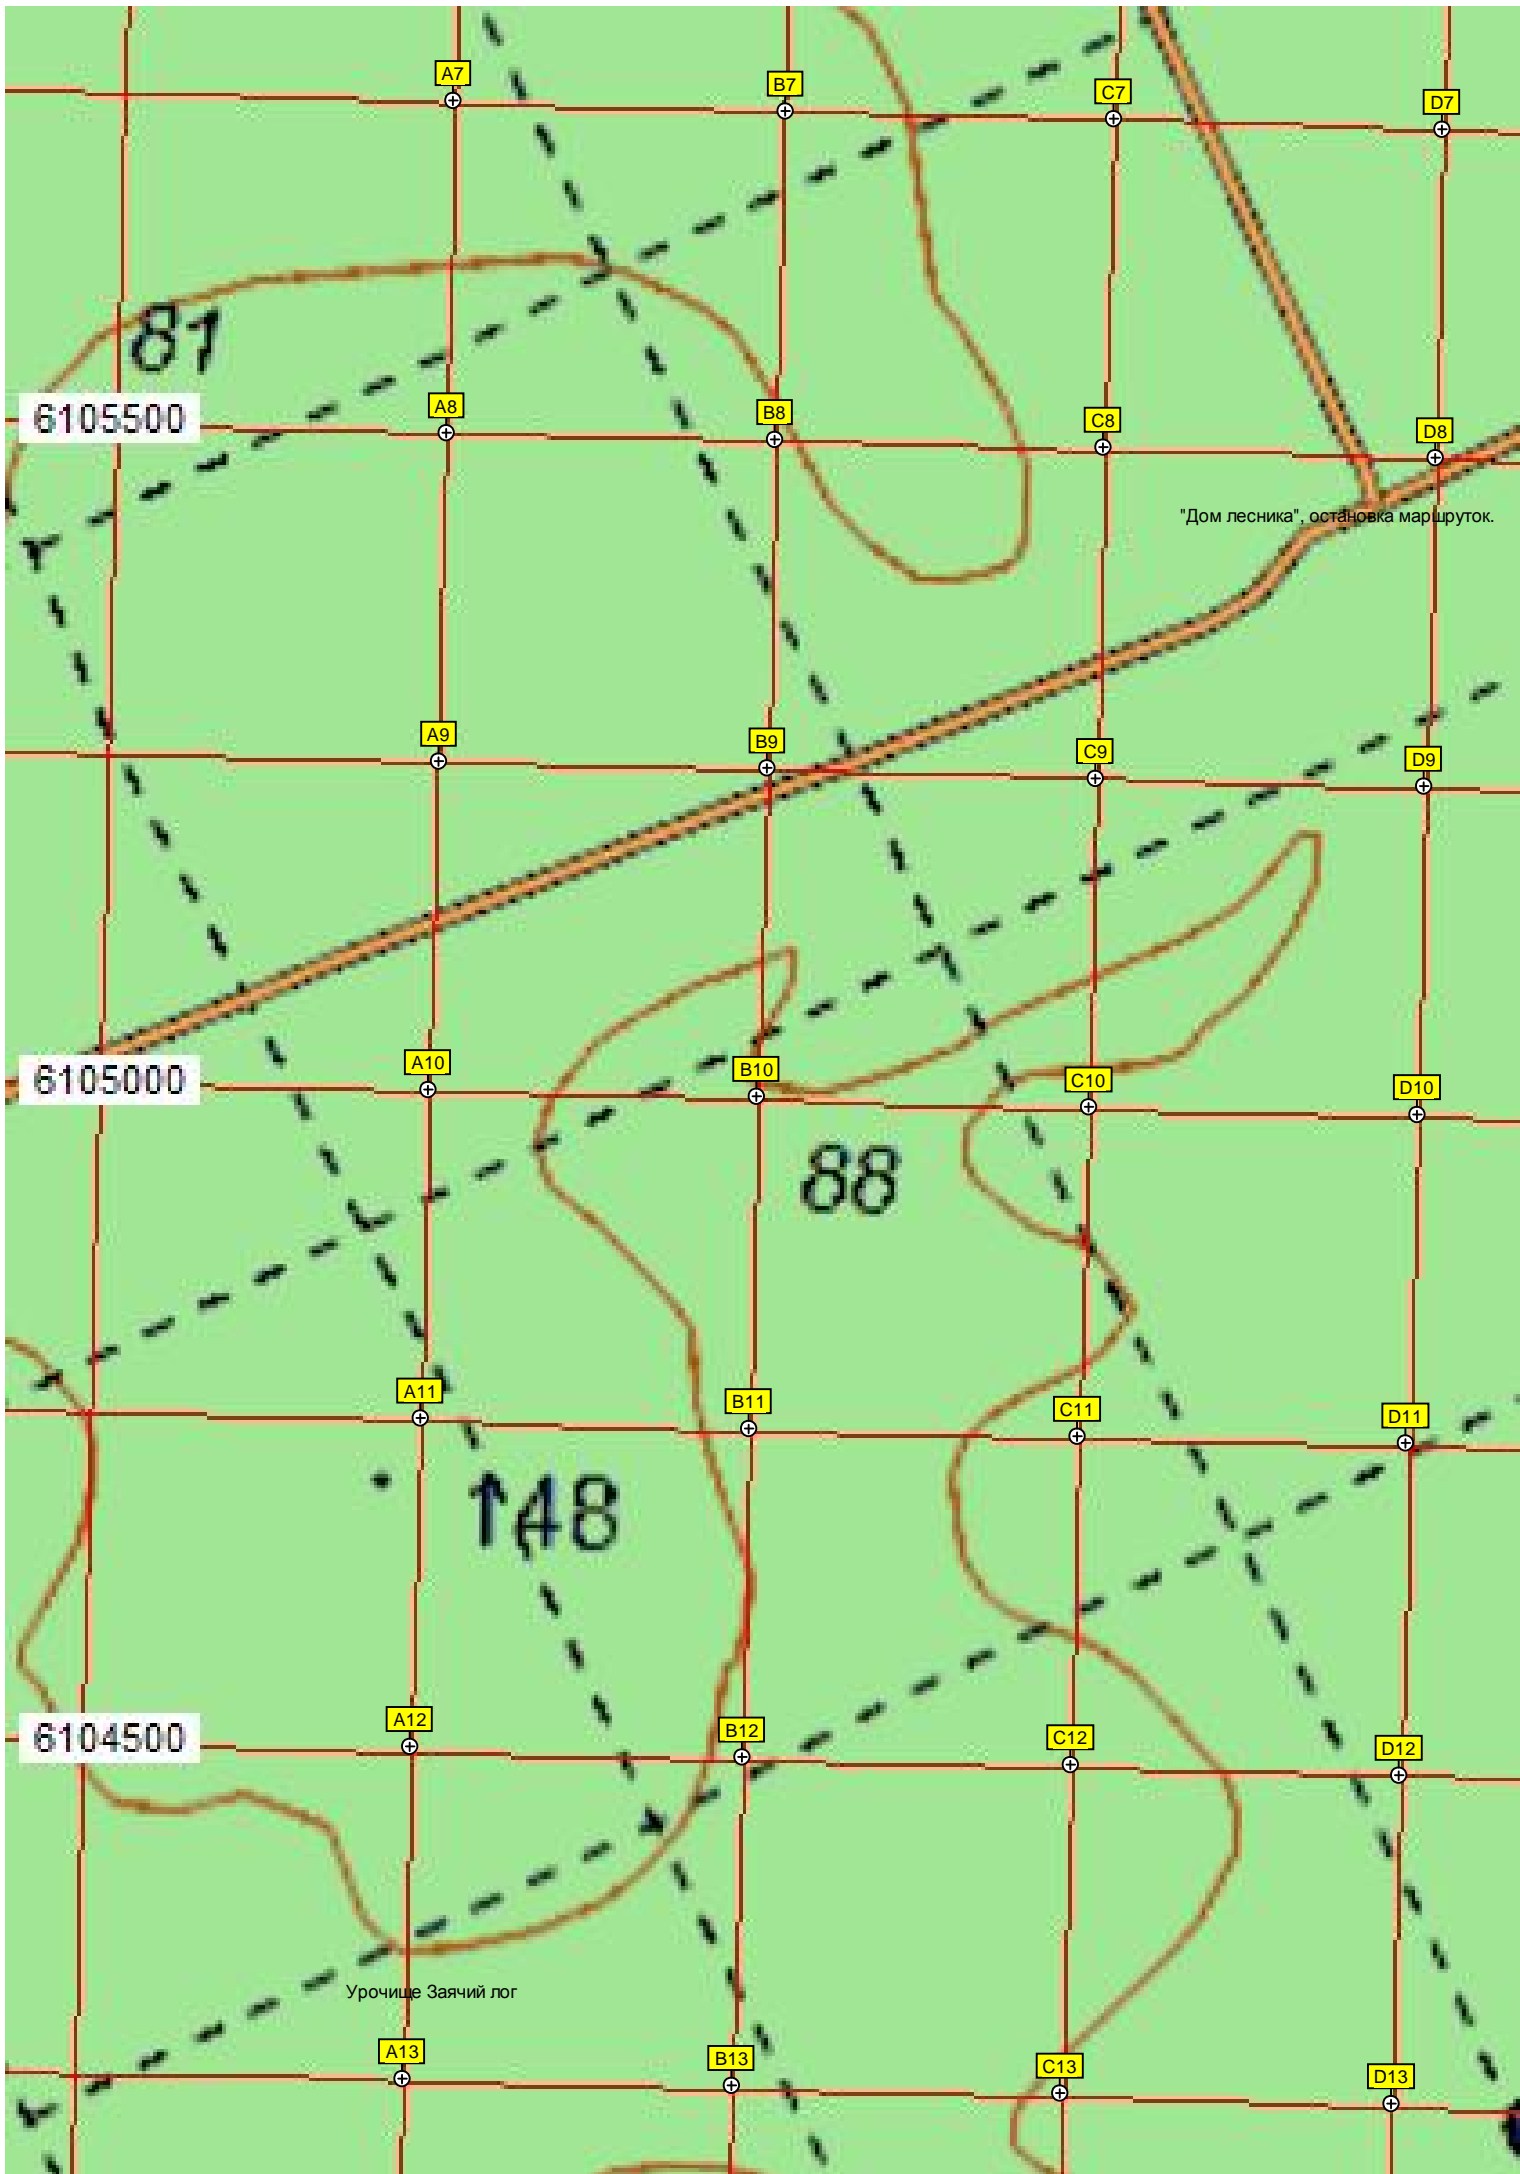 A7
B7
C7
D7
81
6105500
A8
B8
C8
D8
"Дом лесника", остановка маршруток.
A9
B9
C9
D9
6105000
A10
B10
C10
D10
88
A11
B11
C11
D11
148
6104500
A12
B12
C12
D12
Урочище Заячий лог
A13
B13
C13
D13